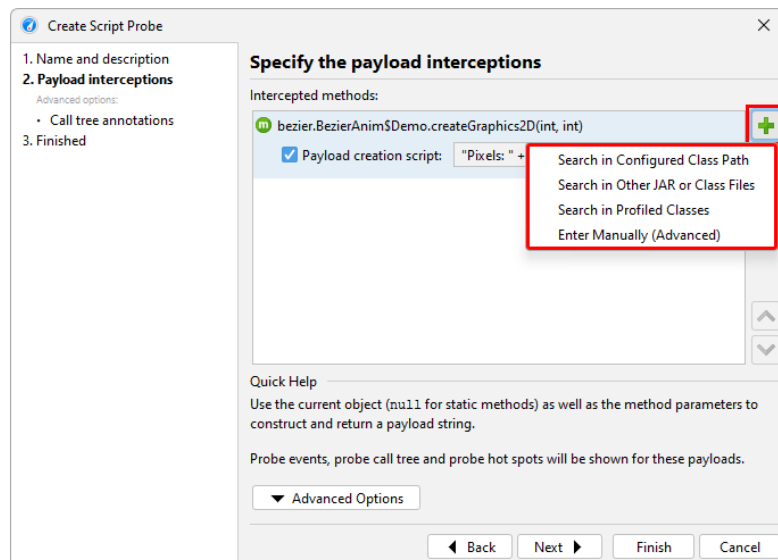 Create Script Probe
1. Name and description
2. Payload interceptions
Advanced options:
• Call tree annotations
3. Finished
Specify the payload interceptions
Intercepted methods:
m bezier.BezierAnim$Demo.createGraphics2D(int, int)
Payload creation script: "Pixels: " +
Search in Configured Class Path
Search in Other JAR or Class Files
Search in Profiled Classes
Enter Manually (Advanced)
Quick Help
Use the current object (null for static methods) as well as the method parameters to
construct and return a payload string.
Probe events, probe call tree and probe hot spots will be shown for these payloads.
Advanced Options
Back Next Finish Cancel